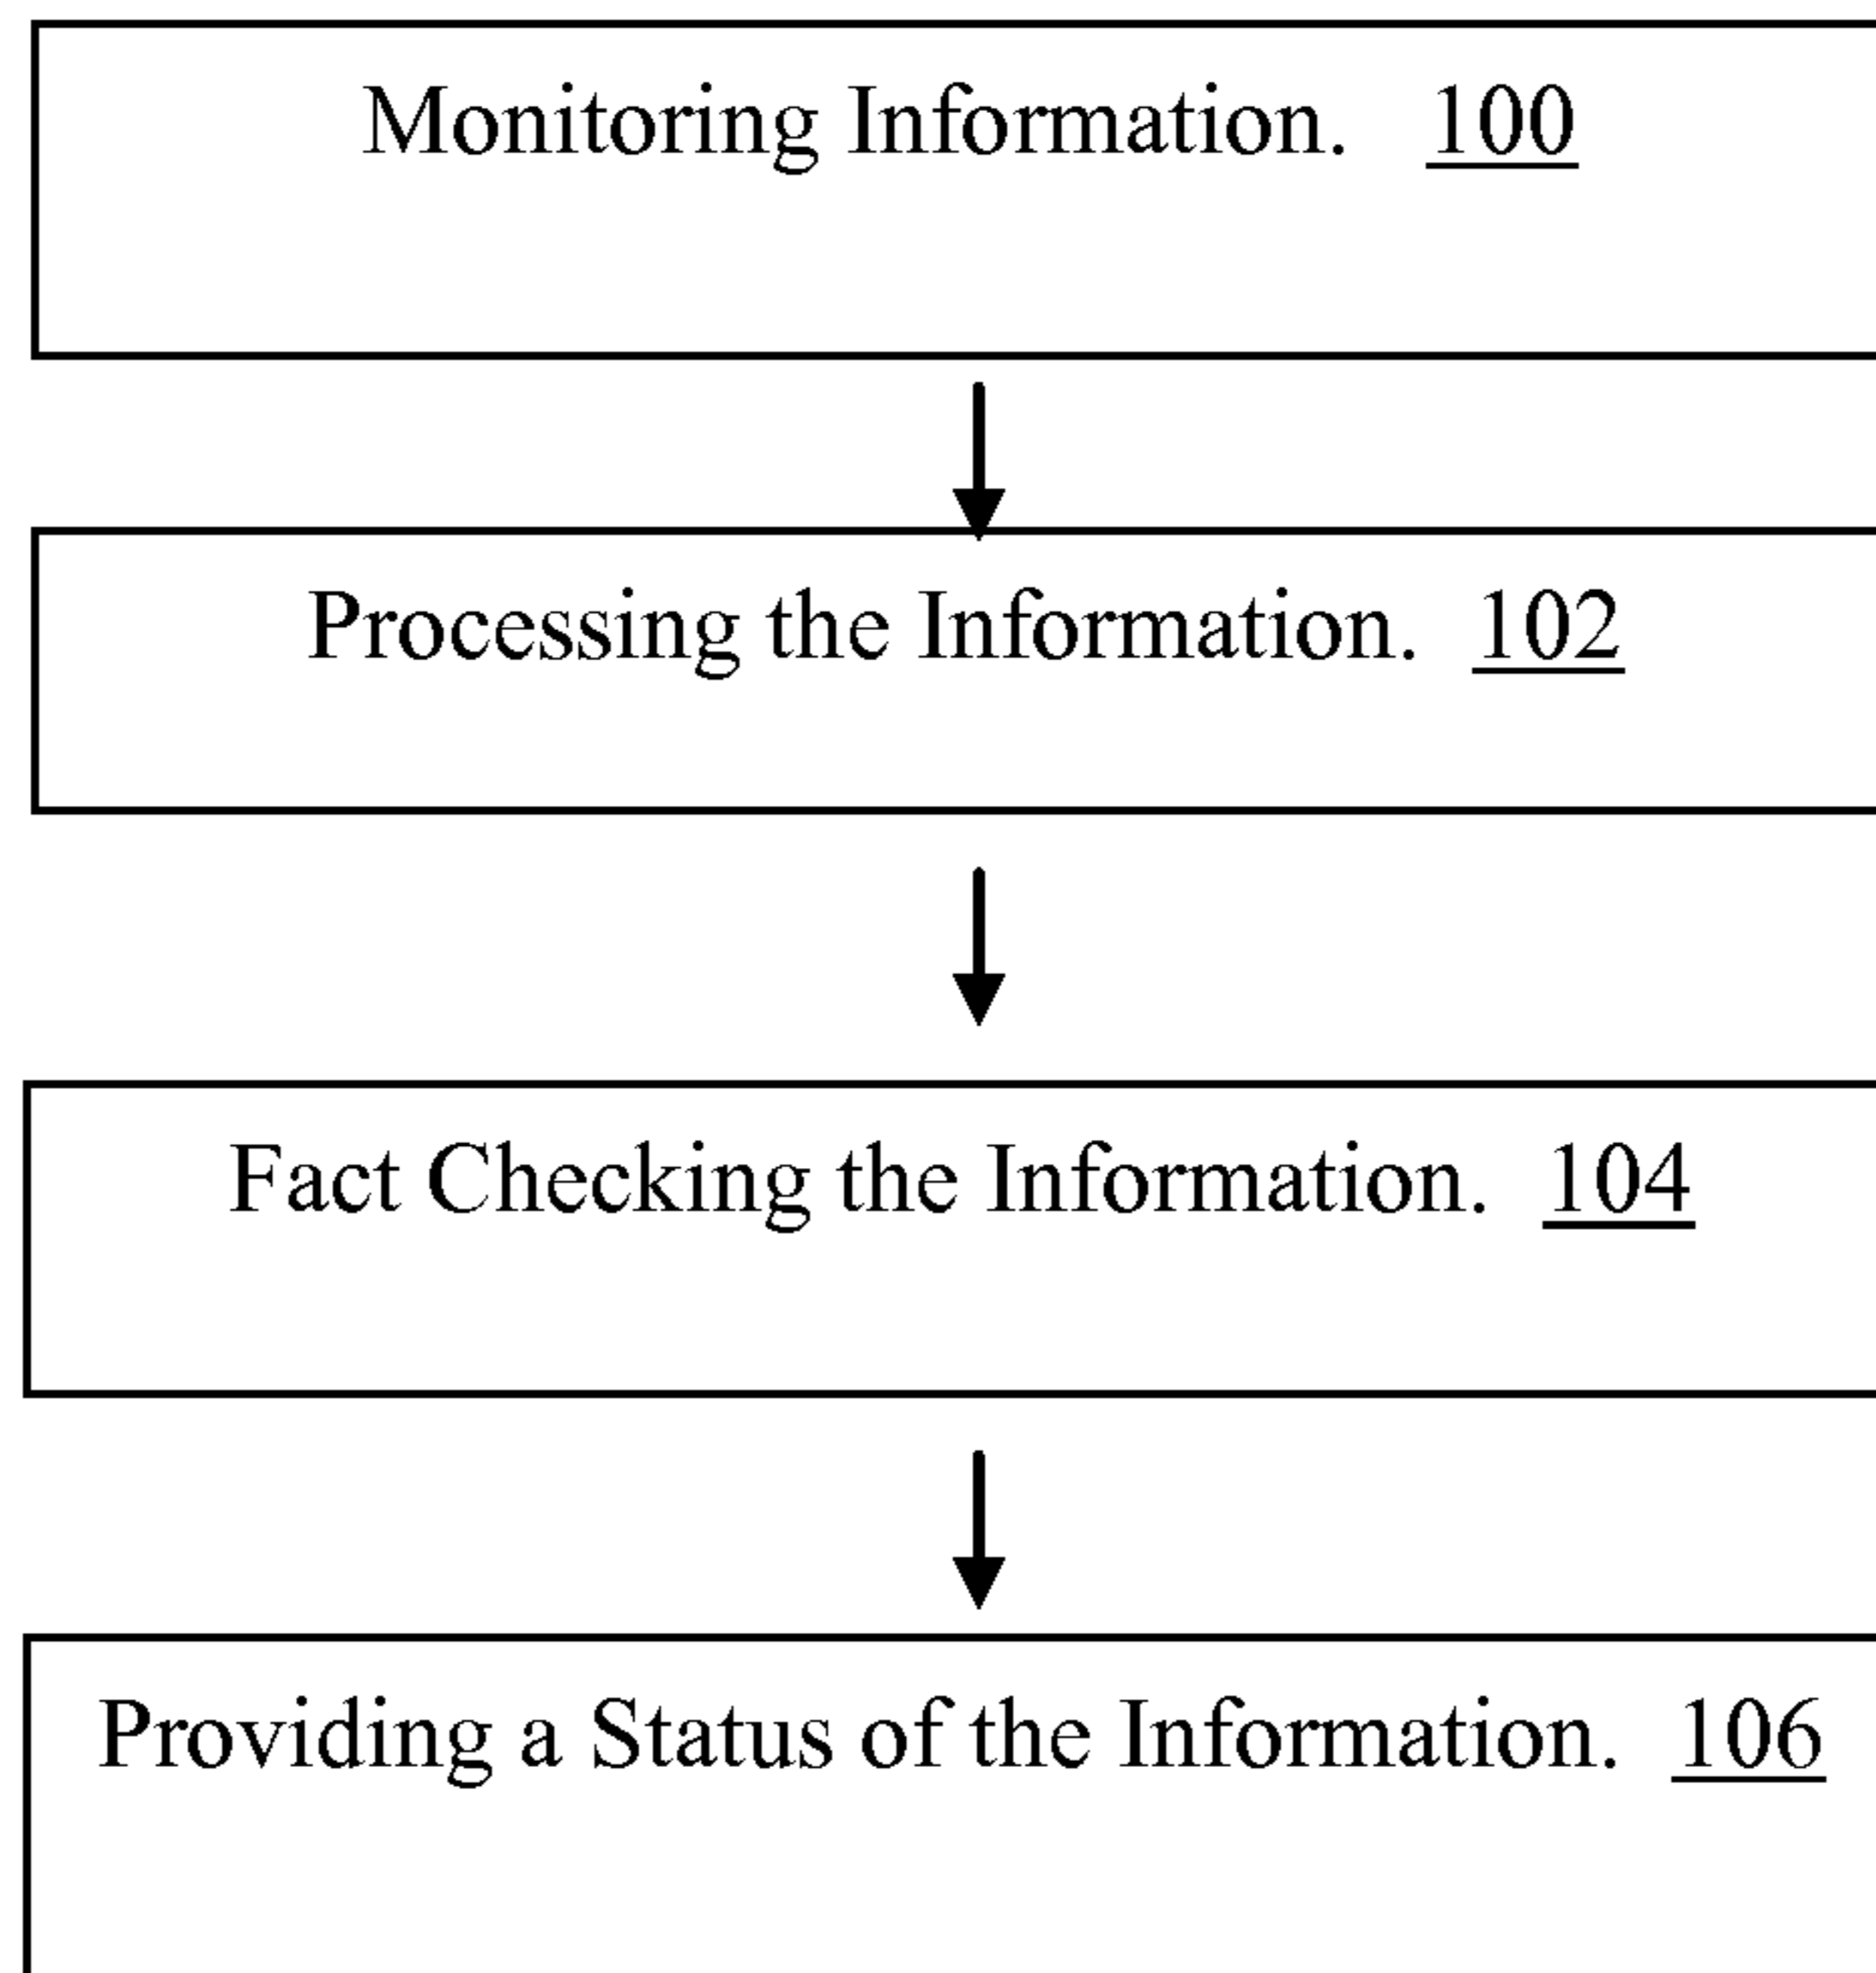 Monitoring Information. 100
Processing the Information. 102
Fact Checking the Information. 104
Providing a Status of the Information. 106